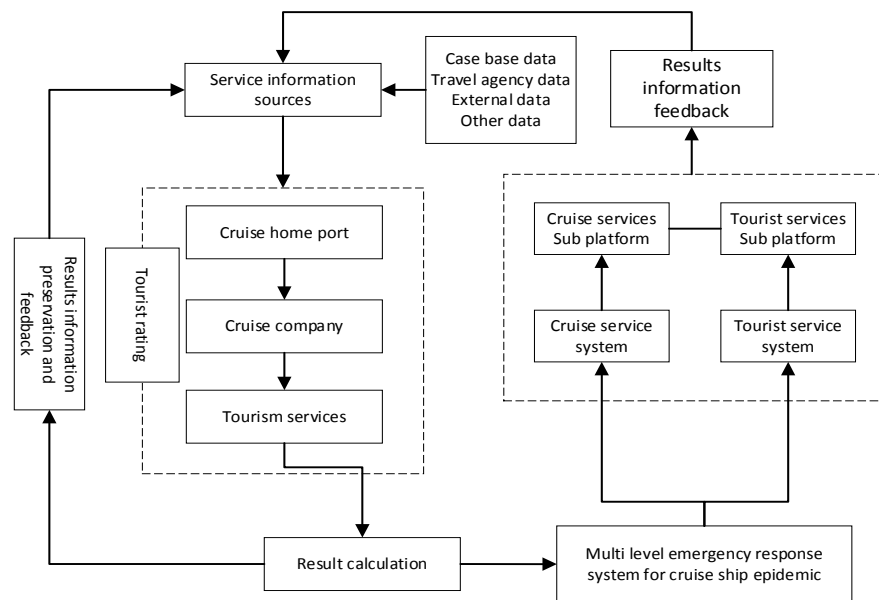 Service information
sources
Case base data
Travel agency data
External data
Other data
Results
information
feedback
Cruise home port
Cruise company
Tourism services
Tourist rating
Results information
preservation and
feedback
Cruise services
Sub platform
Tourist services
Sub platform
Cruise service
system
Tourist service
system
Result calculation
Multi level emergency response
system for cruise ship epidemic